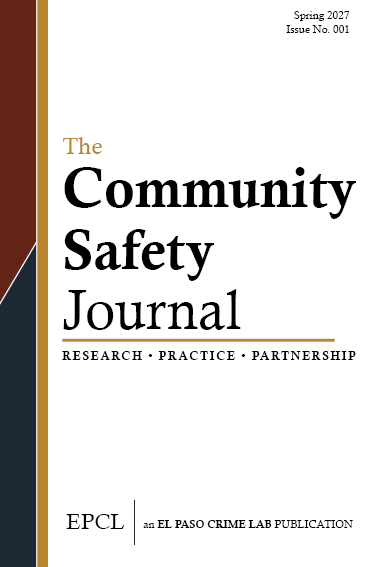 Spring 2027
Issue No. 001
The
Community
Safety
Journal
RESEARCH • PRACTICE • PARTNERSHIP
EPCL
an EL PASO CRIME LAB PUBLICATION